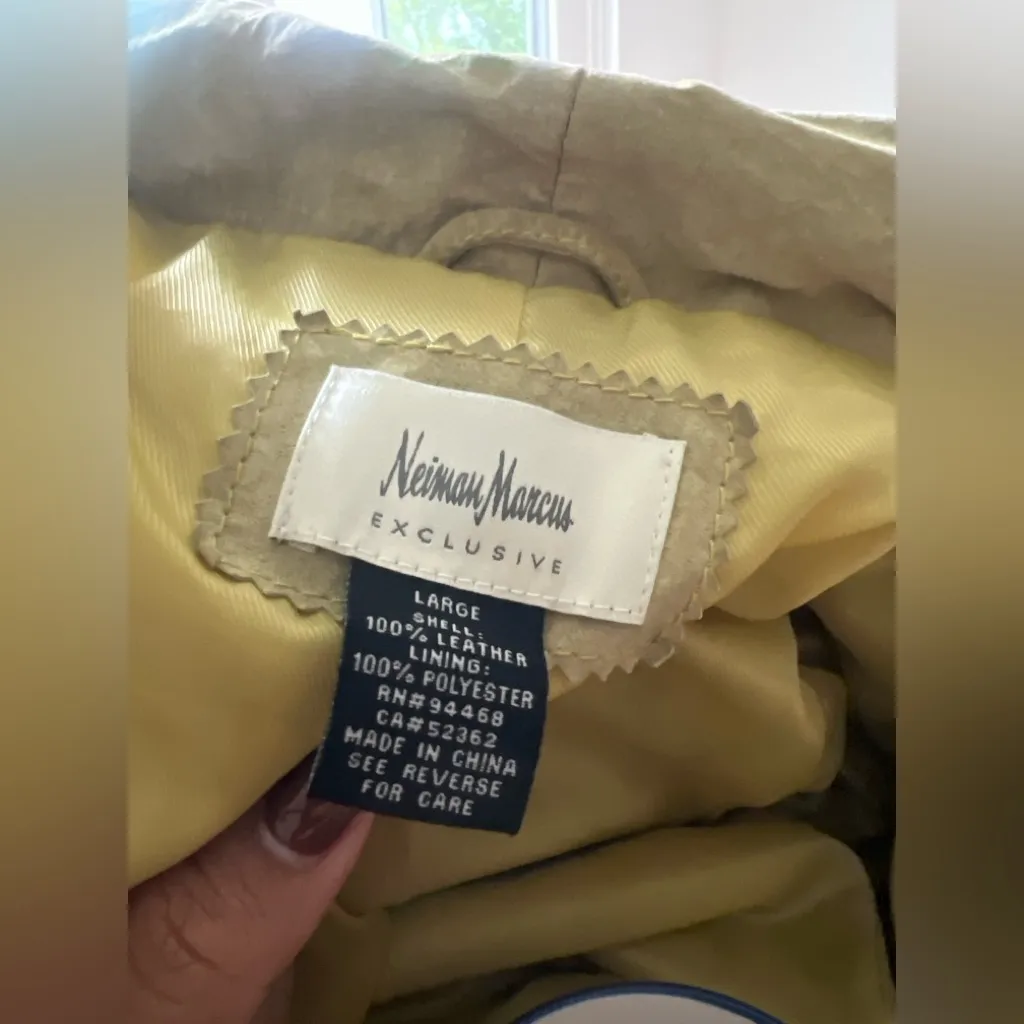 Neiman Marcus
EXCLUSIVE
LARGE
SHELL:
100% LEATHER
LINING:
100% POLYESTER
RN#94468
CA#52362
MADE IN CHINA
SEE REVERSE
FOR CARE